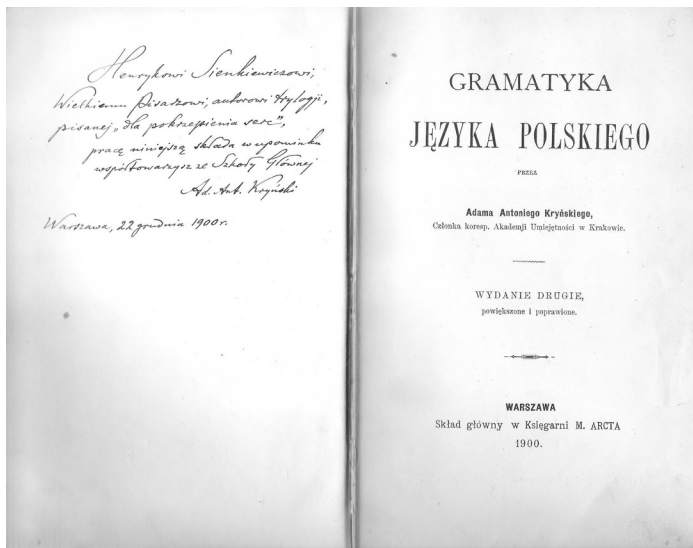 Henrykowi Sienkiewiczowi,
Wielkiemu Pisarzowi, autorowi trylogji,
pisanej „dla pokrzepienia serc”,
pracę niniejszą składa w upominku
współtowarzysz ze Szkoły Głównej
Ad. Ant. Kryński
Warszawa, 22 grudnia 1900 r.
GRAMATYKA
JĘZYKA POLSKIEGO
PRZEZ
Adama Antoniego Kryńskiego,
Członka koresp. Akademji Umiejętności w Krakowie.
WYDANIE DRUGIE,
powiększone i poprawione.
WARSZAWA
Skład główny w Księgarni M. ARCTA
1900.